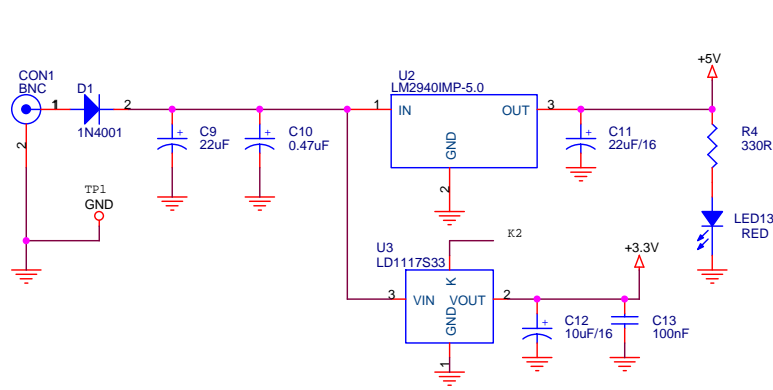 CON1
BNC
D1
1
2
1N4001
2
TP1
GND
C9
22uF
C10
0.47uF
U2
LM2940IMP-5.0
1
IN
OUT
3
GND
2
C11
22uF/16
+5V
R4
330R
LED13
RED
U3
LD1117S33
K2
K
3
VIN
VOUT
2
GND
1
+3.3V
C12
10uF/16
C13
100nF